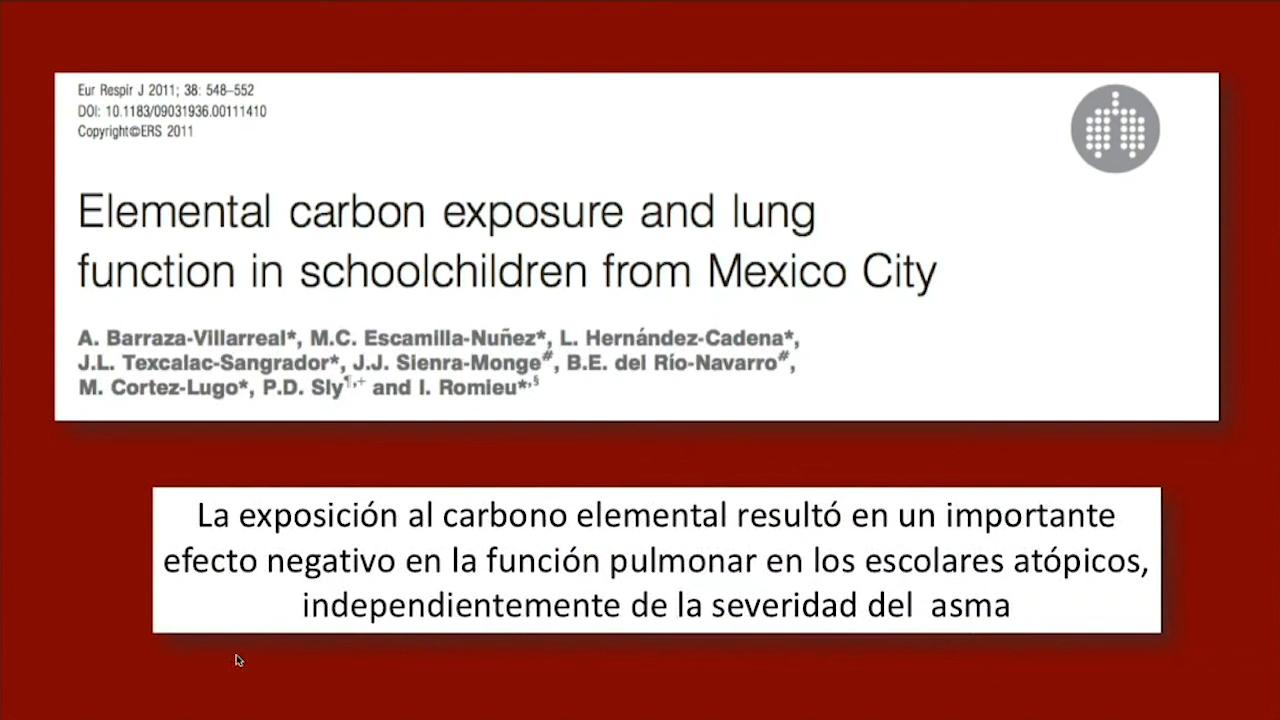 Eur Respir J 2011; 38: 548–552
DOI: 10.1183/09031936.00111410
Copyright©ERS 2011
Elemental carbon exposure and lung
function in schoolchildren from Mexico City
A. Barraza-Villarreal*, M.C. Escamilla-Nuñez*, L. Hernández-Cadena*,
J.L. Texcalac-Sangrador*, J.J. Sienra-Monge#, B.E. del Río-Navarro#,
M. Cortez-Lugo*, P.D. Sly¶,+ and I. Romieu*,§
La exposición al carbono elemental resultó en un importante
efecto negativo en la función pulmonar en los escolares atópicos,
independientemente de la severidad del asma